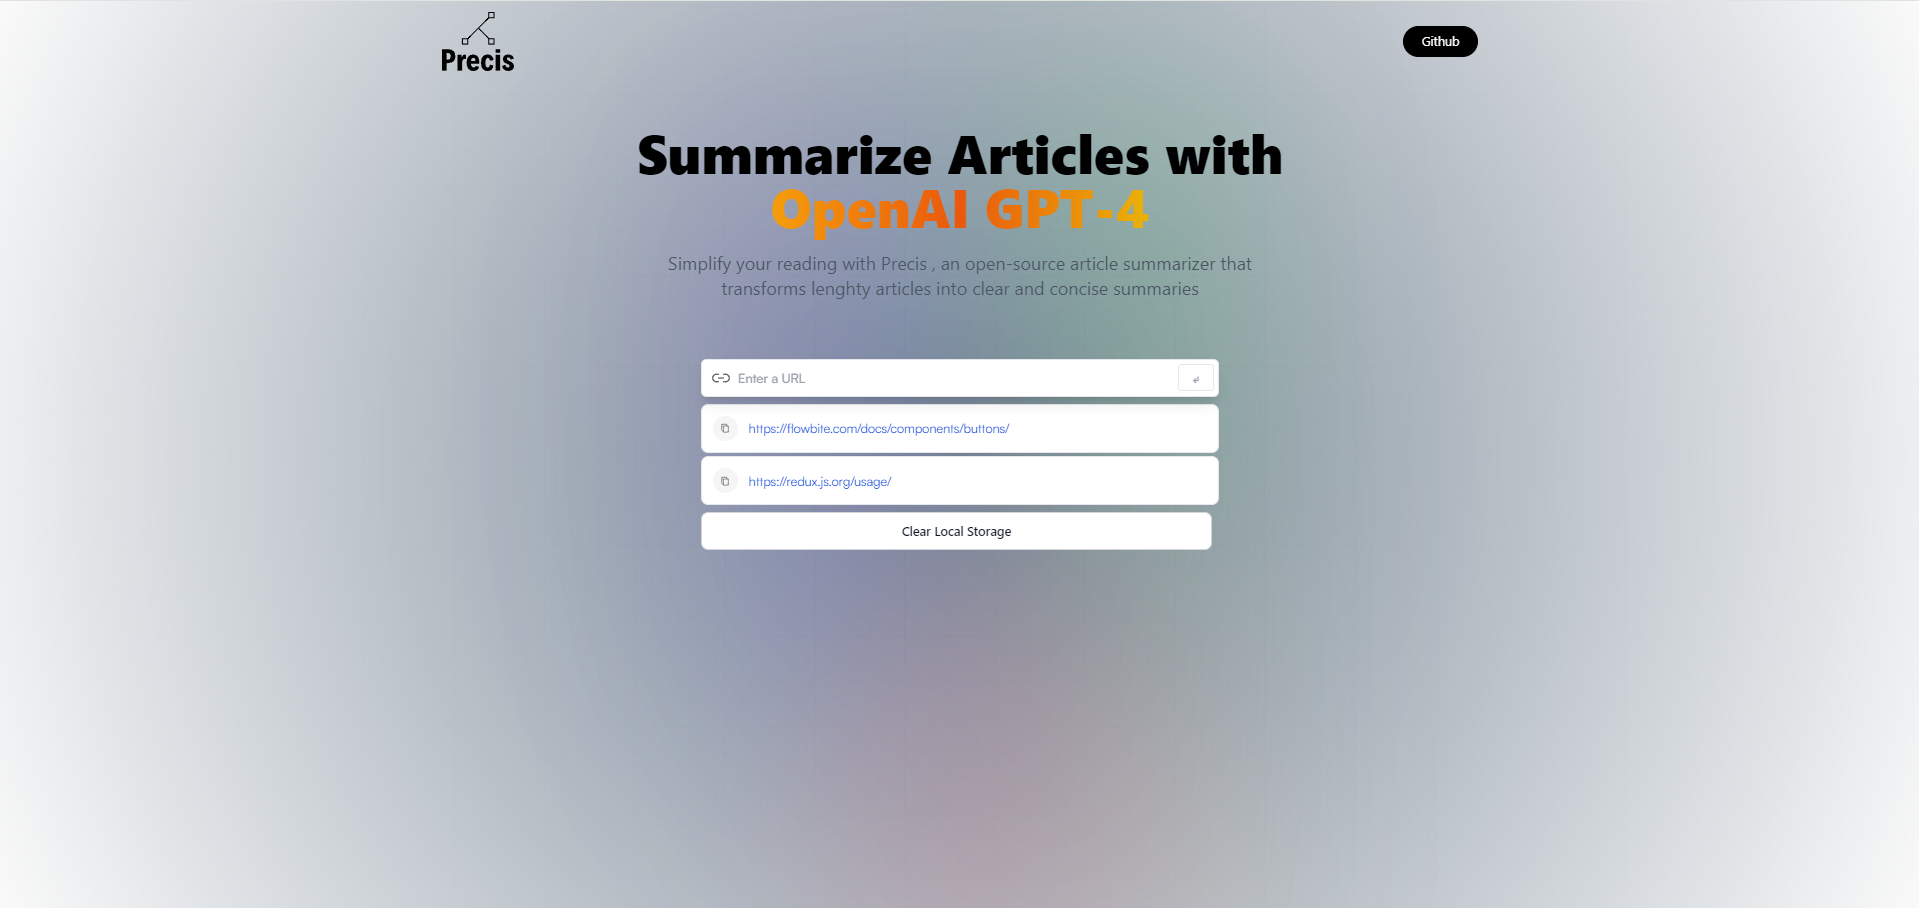 Precis
Github
Summarize Articles with
OpenAI GPT-4
Simplify your reading with Precis , an open-source article summarizer that
transforms lenghty articles into clear and concise summaries
Enter a URL
https://flowbite.com/docs/components/buttons/
https://redux.js.org/usage/
Clear Local Storage